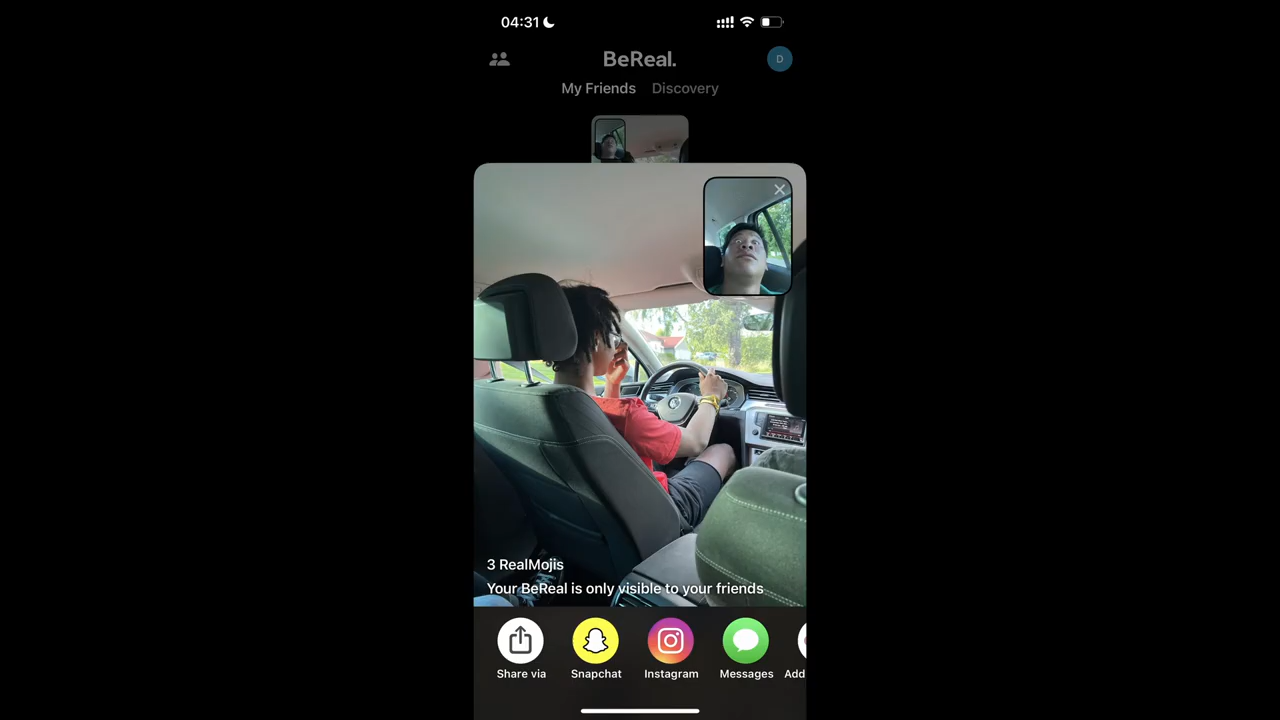 04:31
BeReal.
D
My Friends Discovery
3 RealMojis
Your BeReal is only visible to your friends
Share via
Snapchat
Instagram
Messages
Add